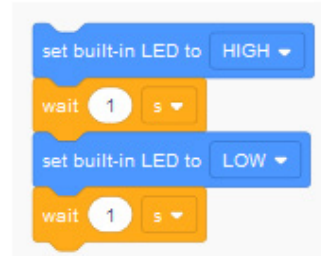 set built-in LED to HIGH
wait 1 s
set built-in LED to LOW
wait 1 s